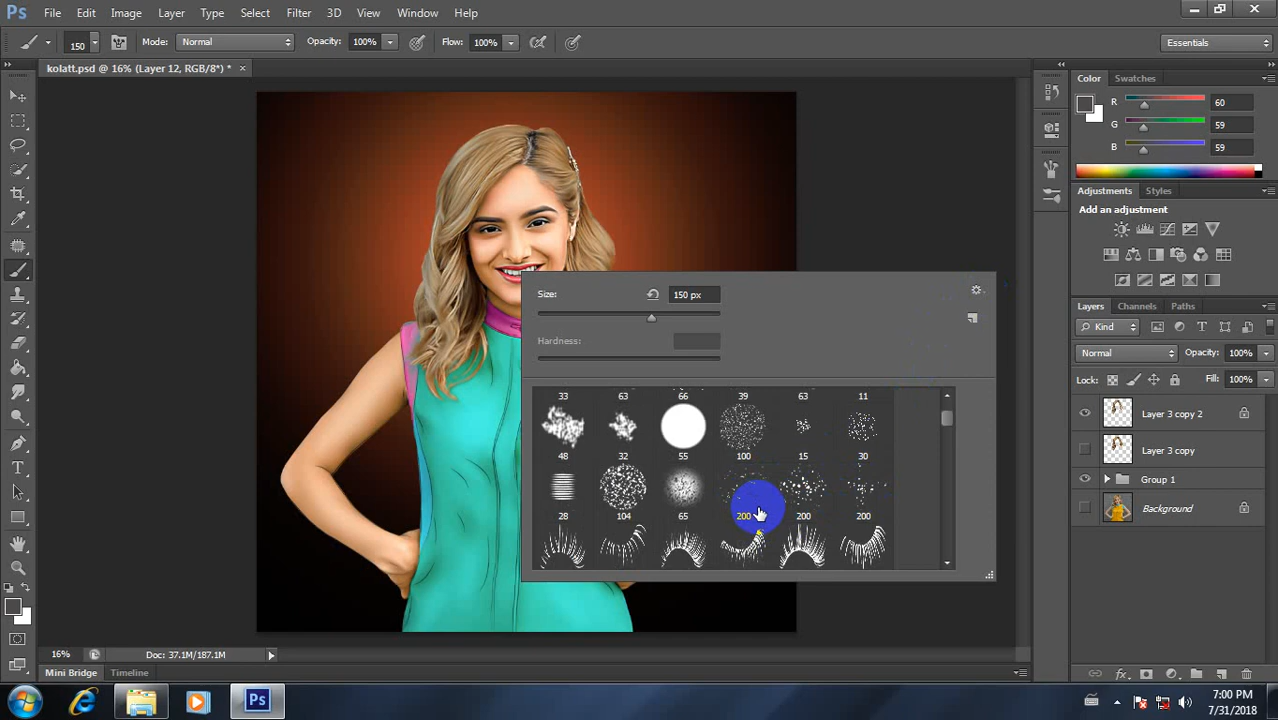 Ps File Edit Image Layer Type Select Filter 3D View Window Help
150 Mode: Normal Opacity: 100% Flow: 100% Essentials
kolatt.psd @ 16% (Layer 12, RGB/8*) * ×
Color Swatches
R 60
G 59
B 59
Adjustments Styles
Add an adjustment
Size: 150 px
Hardness:
33 63 66 39 63 11
48 32 55 100 15 30
28 104 65 200 200 200
Layers Channels Paths
Kind
Normal Opacity: 100%
Lock: Fill: 100%
Layer 3 copy 2
Layer 3 copy
Group 1
Background
16% Doc: 37.1M/187.1M
Mini Bridge Timeline
Ps
7:00 PM
7/31/2018